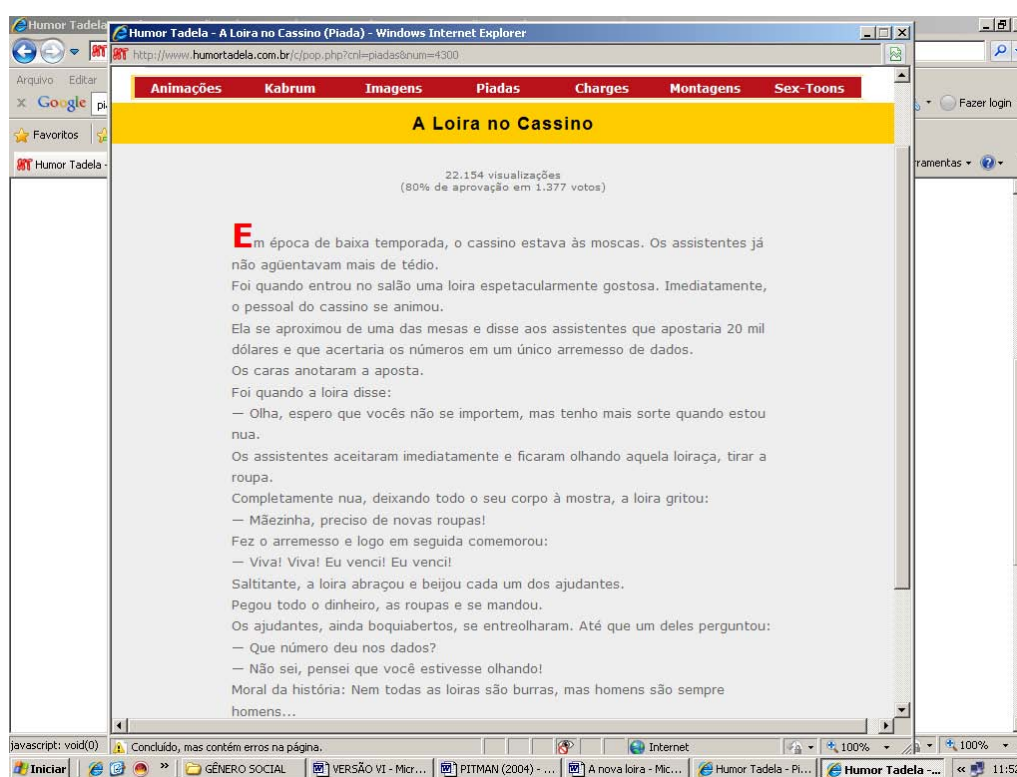 Humor Tadela
Humor Tadela - A Loira no Cassino (Piada) - Windows Internet Explorer
http://www.humortadela.com.br/c/pop.php?cnl=piadas&num=4300
Arquivo Editar
Google
Fazer login
Favoritos
Humor Tadela -
ramentas
Animações Kabrum Imagens Piadas Charges Montagens Sex-Toons
A Loira no Cassino
22.154 visualizações
(80% de aprovação em 1.377 votos)
Em época de baixa temporada, o cassino estava às moscas. Os assistentes já
não agüentavam mais de tédio.
Foi quando entrou no salão uma loira espetacularmente gostosa. Imediatamente,
o pessoal do cassino se animou.
Ela se aproximou de uma das mesas e disse aos assistentes que apostaria 20 mil
dólares e que acertaria os números em um único arremesso de dados.
Os caras anotaram a aposta.
Foi quando a loira disse:
— Olha, espero que vocês não se importem, mas tenho mais sorte quando estou
nua.
Os assistentes aceitaram imediatamente e ficaram olhando aquela loiraça, tirar a
roupa.
Completamente nua, deixando todo o seu corpo à mostra, a loira gritou:
— Mãezinha, preciso de novas roupas!
Fez o arremesso e logo em seguida comemorou:
— Viva! Viva! Eu venci! Eu venci!
Saltitante, a loira abraçou e beijou cada um dos ajudantes.
Pegou todo o dinheiro, as roupas e se mandou.
Os ajudantes, ainda boquiabertos, se entreolharam. Até que um deles perguntou:
— Que número deu nos dados?
— Não sei, pensei que você estivesse olhando!
Moral da história: Nem todas as loiras são burras, mas homens são sempre
homens...
javascript: void(0) Concluído, mas contém erros na página. Internet 100% 100%
Iniciar GÊNERO SOCIAL VERSÃO VI - Micr... PITMAN (2004) - ... A nova loira - Mic... Humor Tadela - Pi... Humor Tadela -... 11:52